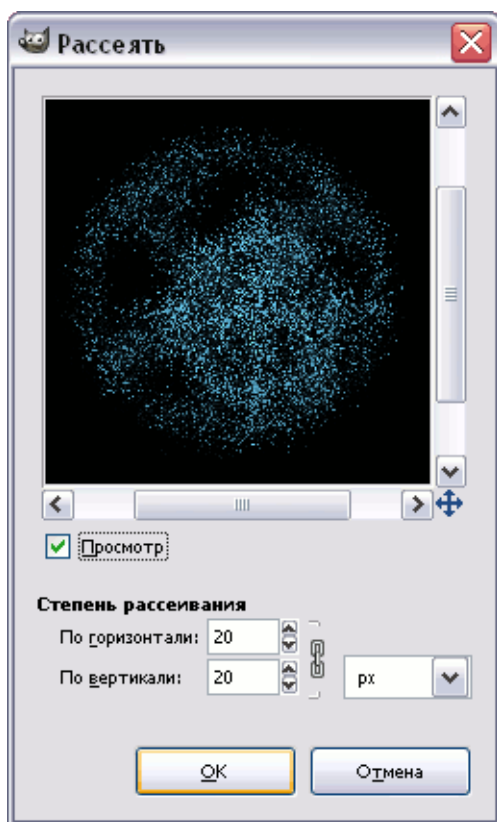 Рассеять
Просмотр
Степень рассеивания
По горизонтали: 20
По вертикали: 20 px
OK Отмена